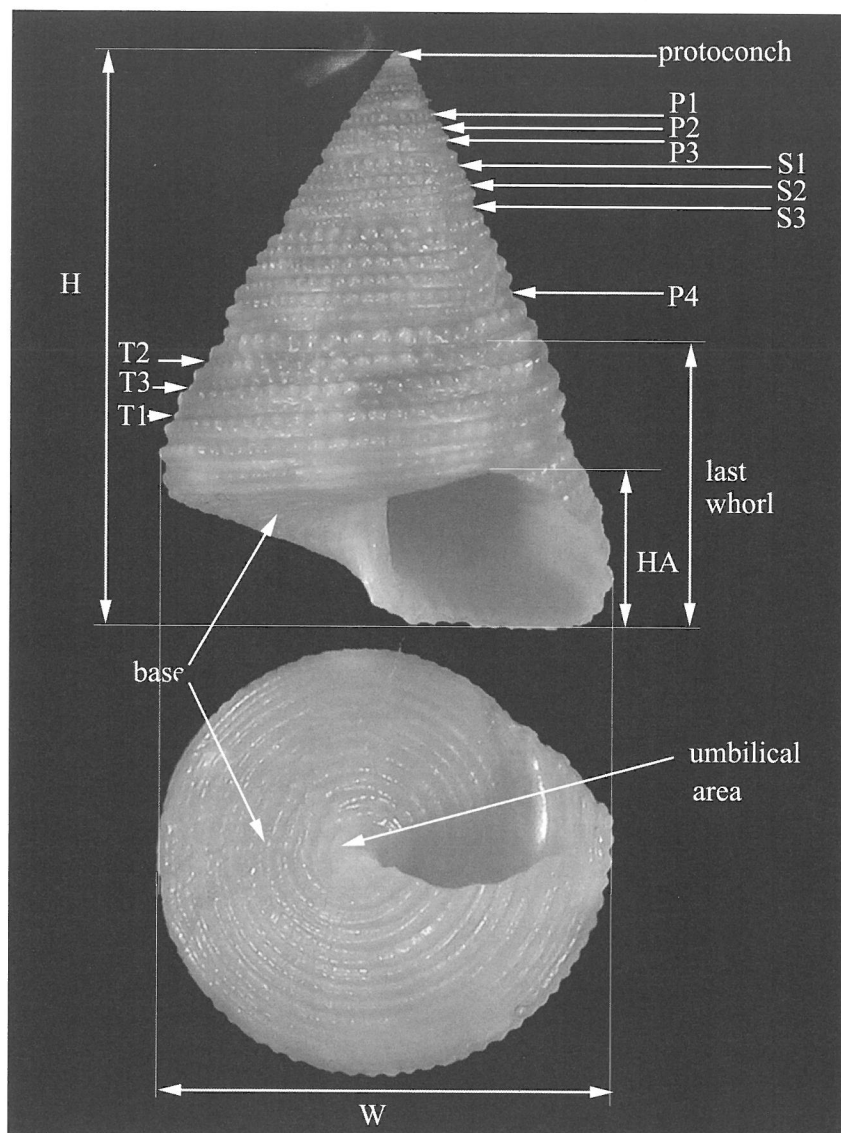 protoconch
P1
P2
P3
S1
S2
S3
H
P4
T2
T3
T1
last
whorl
HA
base
umbilical
area
W